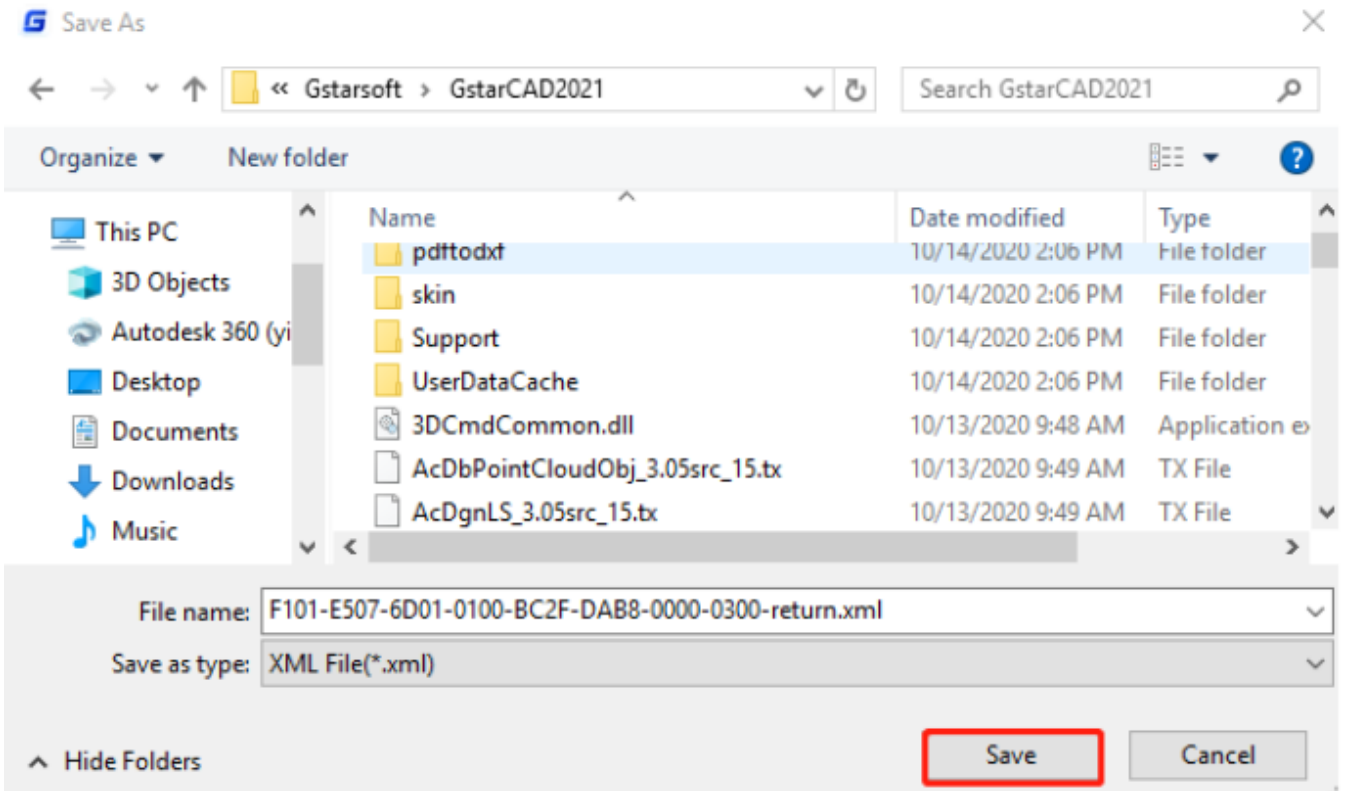 Save As
« Gstarsoft > GstarCAD2021
Search GstarCAD2021
Organize
New folder
Name Date modified Type
This PC
3D Objects
Autodesk 360 (yi
Desktop
Documents
Downloads
Music
pdftodxf 10/14/2020 2:06 PM File folder
skin 10/14/2020 2:06 PM File folder
Support 10/14/2020 2:06 PM File folder
UserDataCache 10/14/2020 2:06 PM File folder
3DCmdCommon.dll 10/13/2020 9:48 AM Application ex
AcDbPointCloudObj_3.05src_15.tx 10/13/2020 9:49 AM TX File
AcDgnLS_3.05src_15.tx 10/13/2020 9:49 AM TX File
File name: F101-E507-6D01-0100-BC2F-DAB8-0000-0300-return.xml
Save as type: XML File(*.xml)
Hide Folders
Save
Cancel